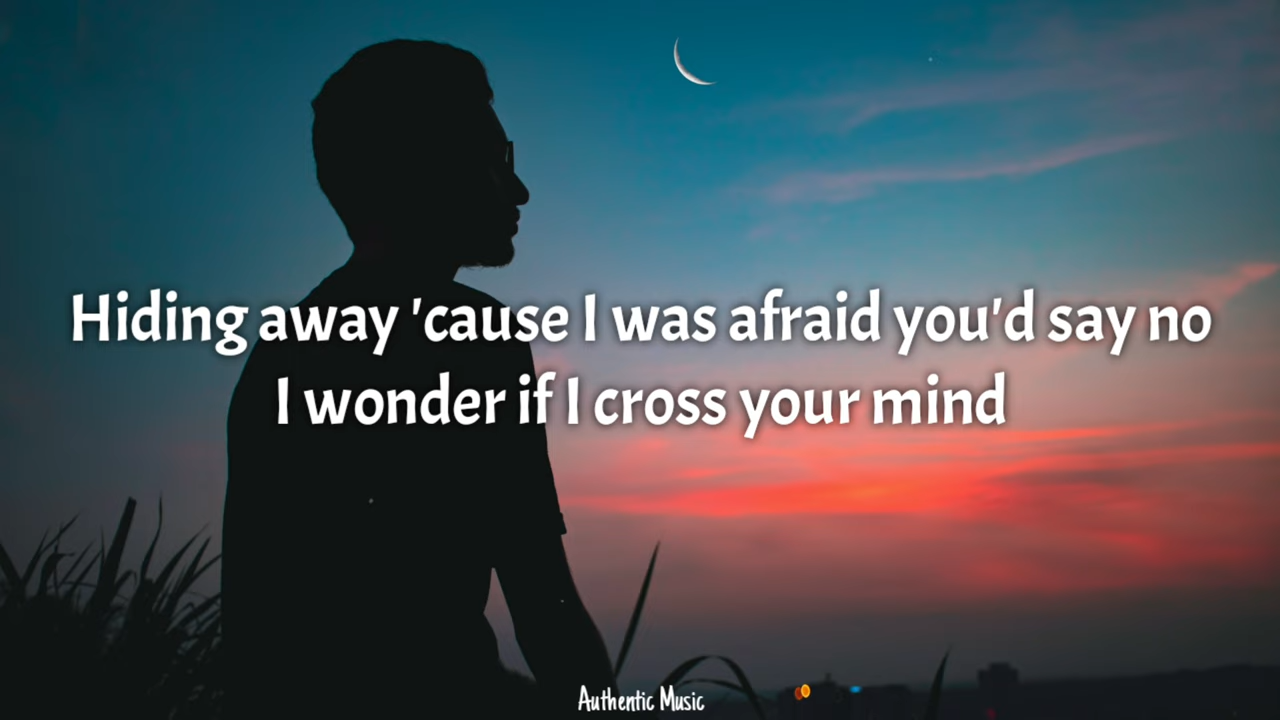 Hiding away 'cause I was afraid you'd say no
I wonder if I cross your mind
Authentic Music